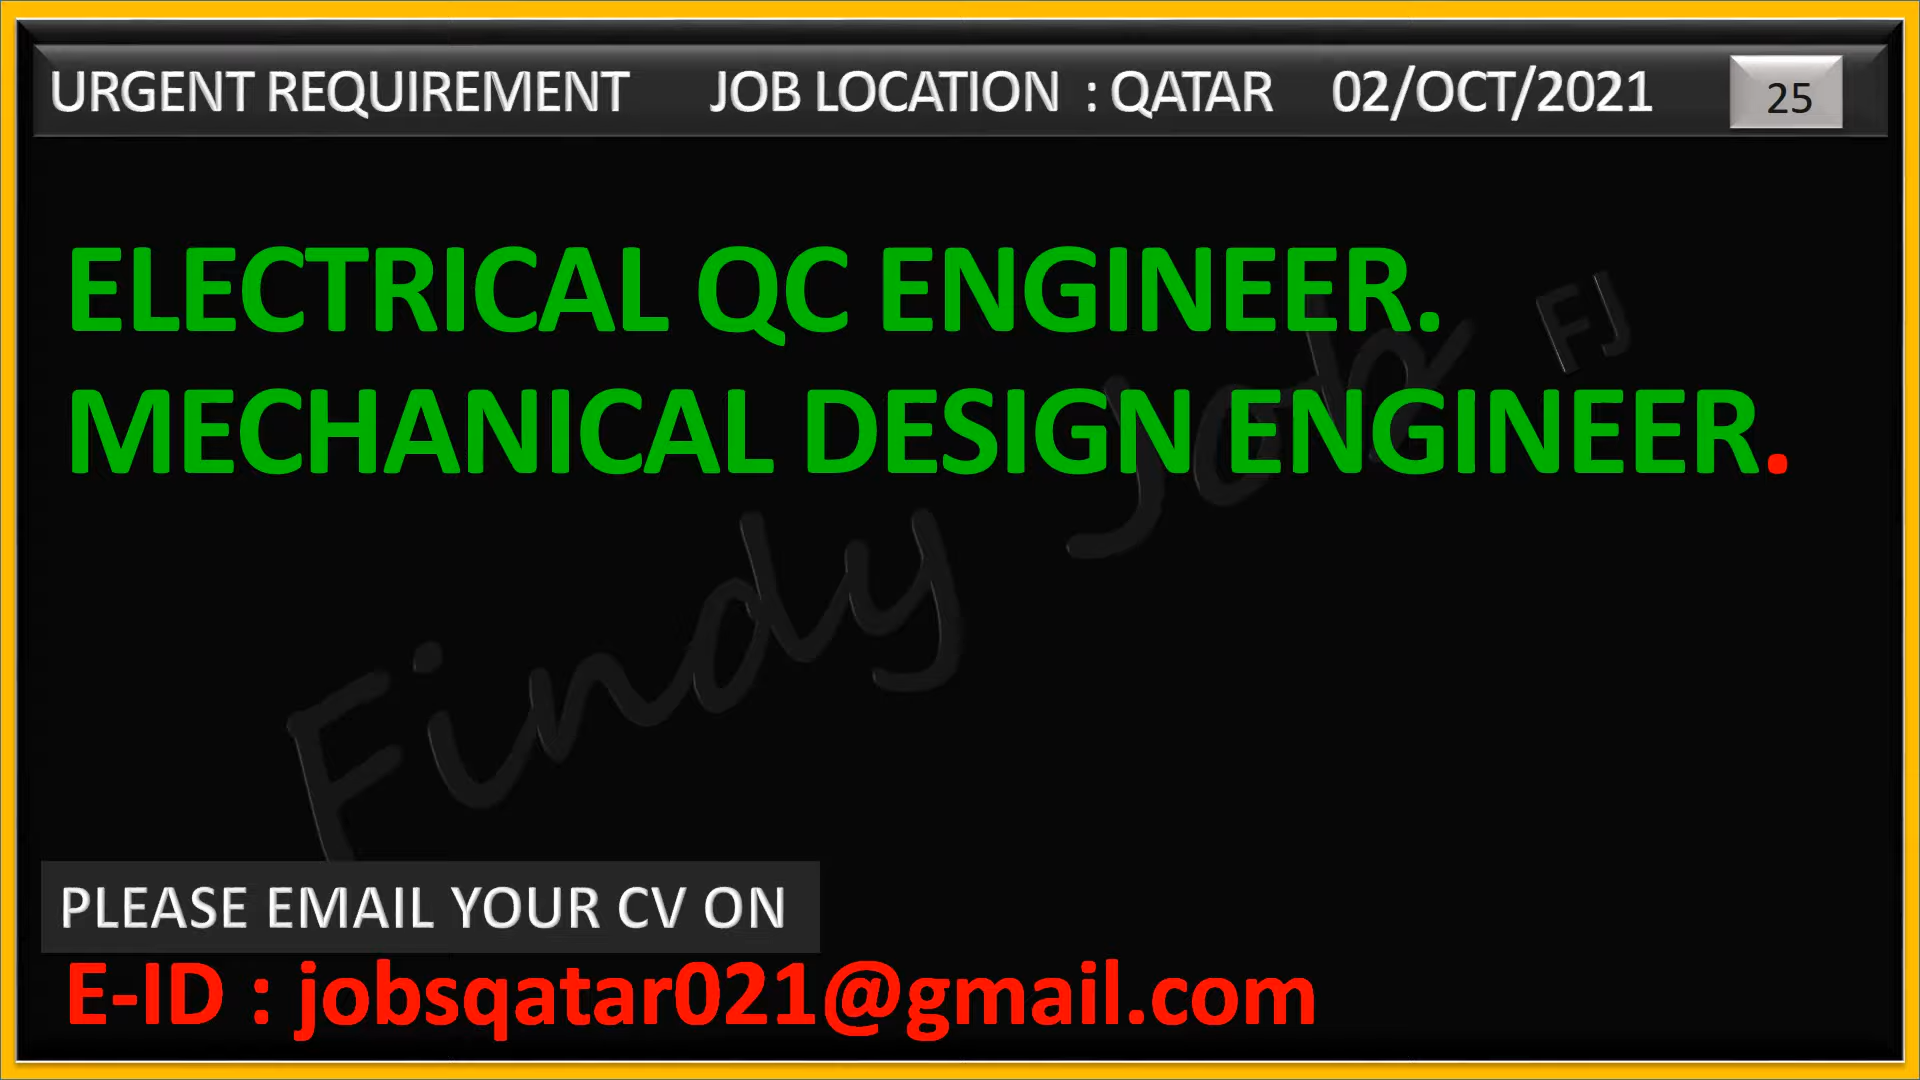 URGENT REQUIREMENT JOB LOCATION : QATAR 02/OCT/2021 25
ELECTRICAL QC ENGINEER.
MECHANICAL DESIGN ENGINEER.
Findy Job FJ
PLEASE EMAIL YOUR CV ON
E-ID : jobsqatar021@gmail.com